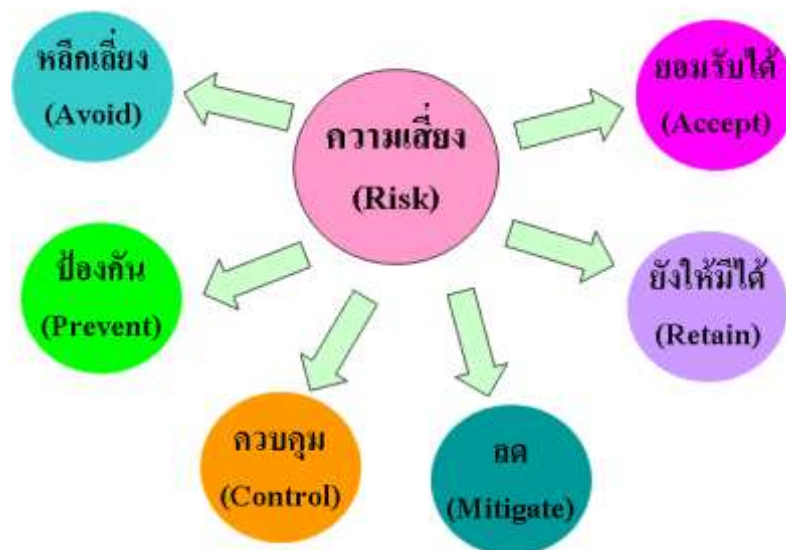 หลีกเลี่ยง
(Avoid)
ยอมรับได้
(Accept)
ความเสี่ยง
(Risk)
ป้องกัน
(Prevent)
ยังให้มีได้
(Retain)
ควบคุม
(Control)
ลด
(Mitigate)